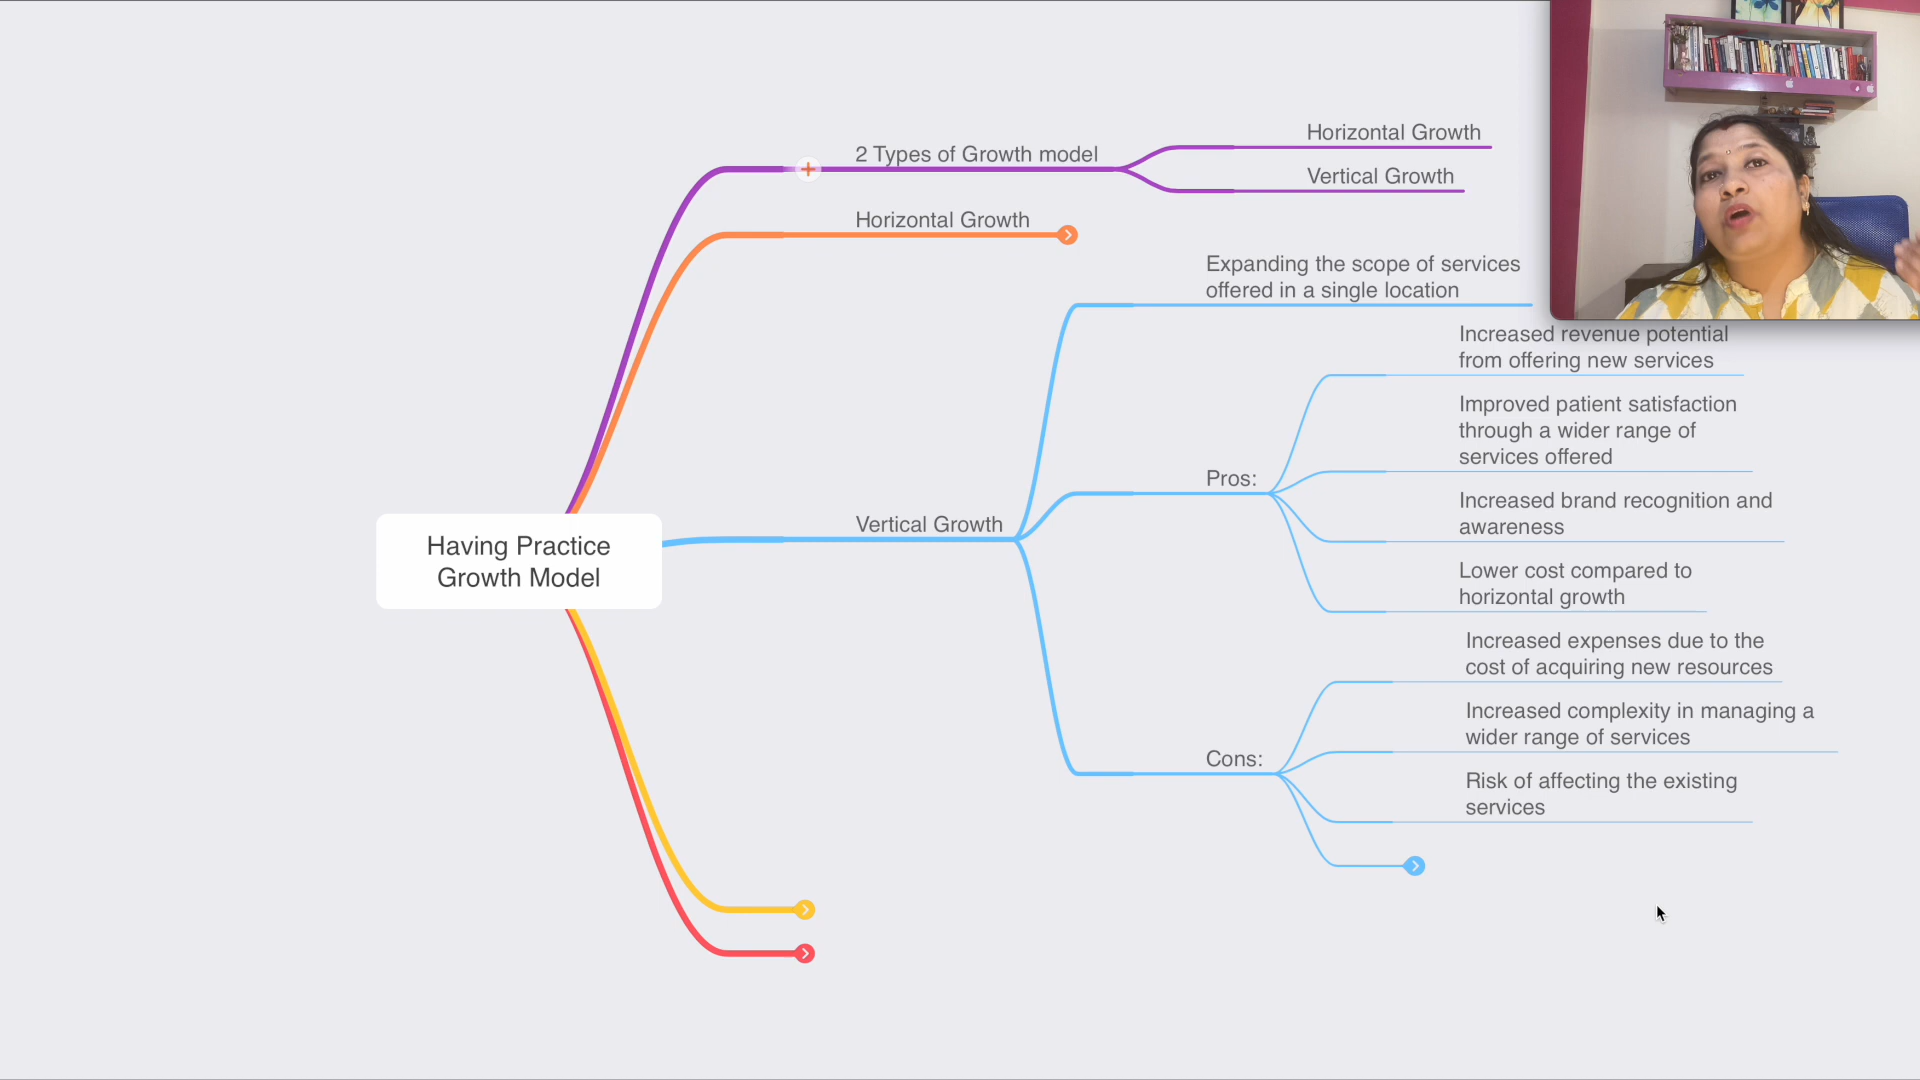 2 Types of Growth model
Horizontal Growth
Vertical Growth
Horizontal Growth
Having Practice
Growth Model
Vertical Growth
Expanding the scope of services
offered in a single location
Pros:
Increased revenue potential
from offering new services
Improved patient satisfaction
through a wider range of
services offered
Increased brand recognition and
awareness
Lower cost compared to
horizontal growth
Cons:
Increased expenses due to the
cost of acquiring new resources
Increased complexity in managing a
wider range of services
Risk of affecting the existing
services